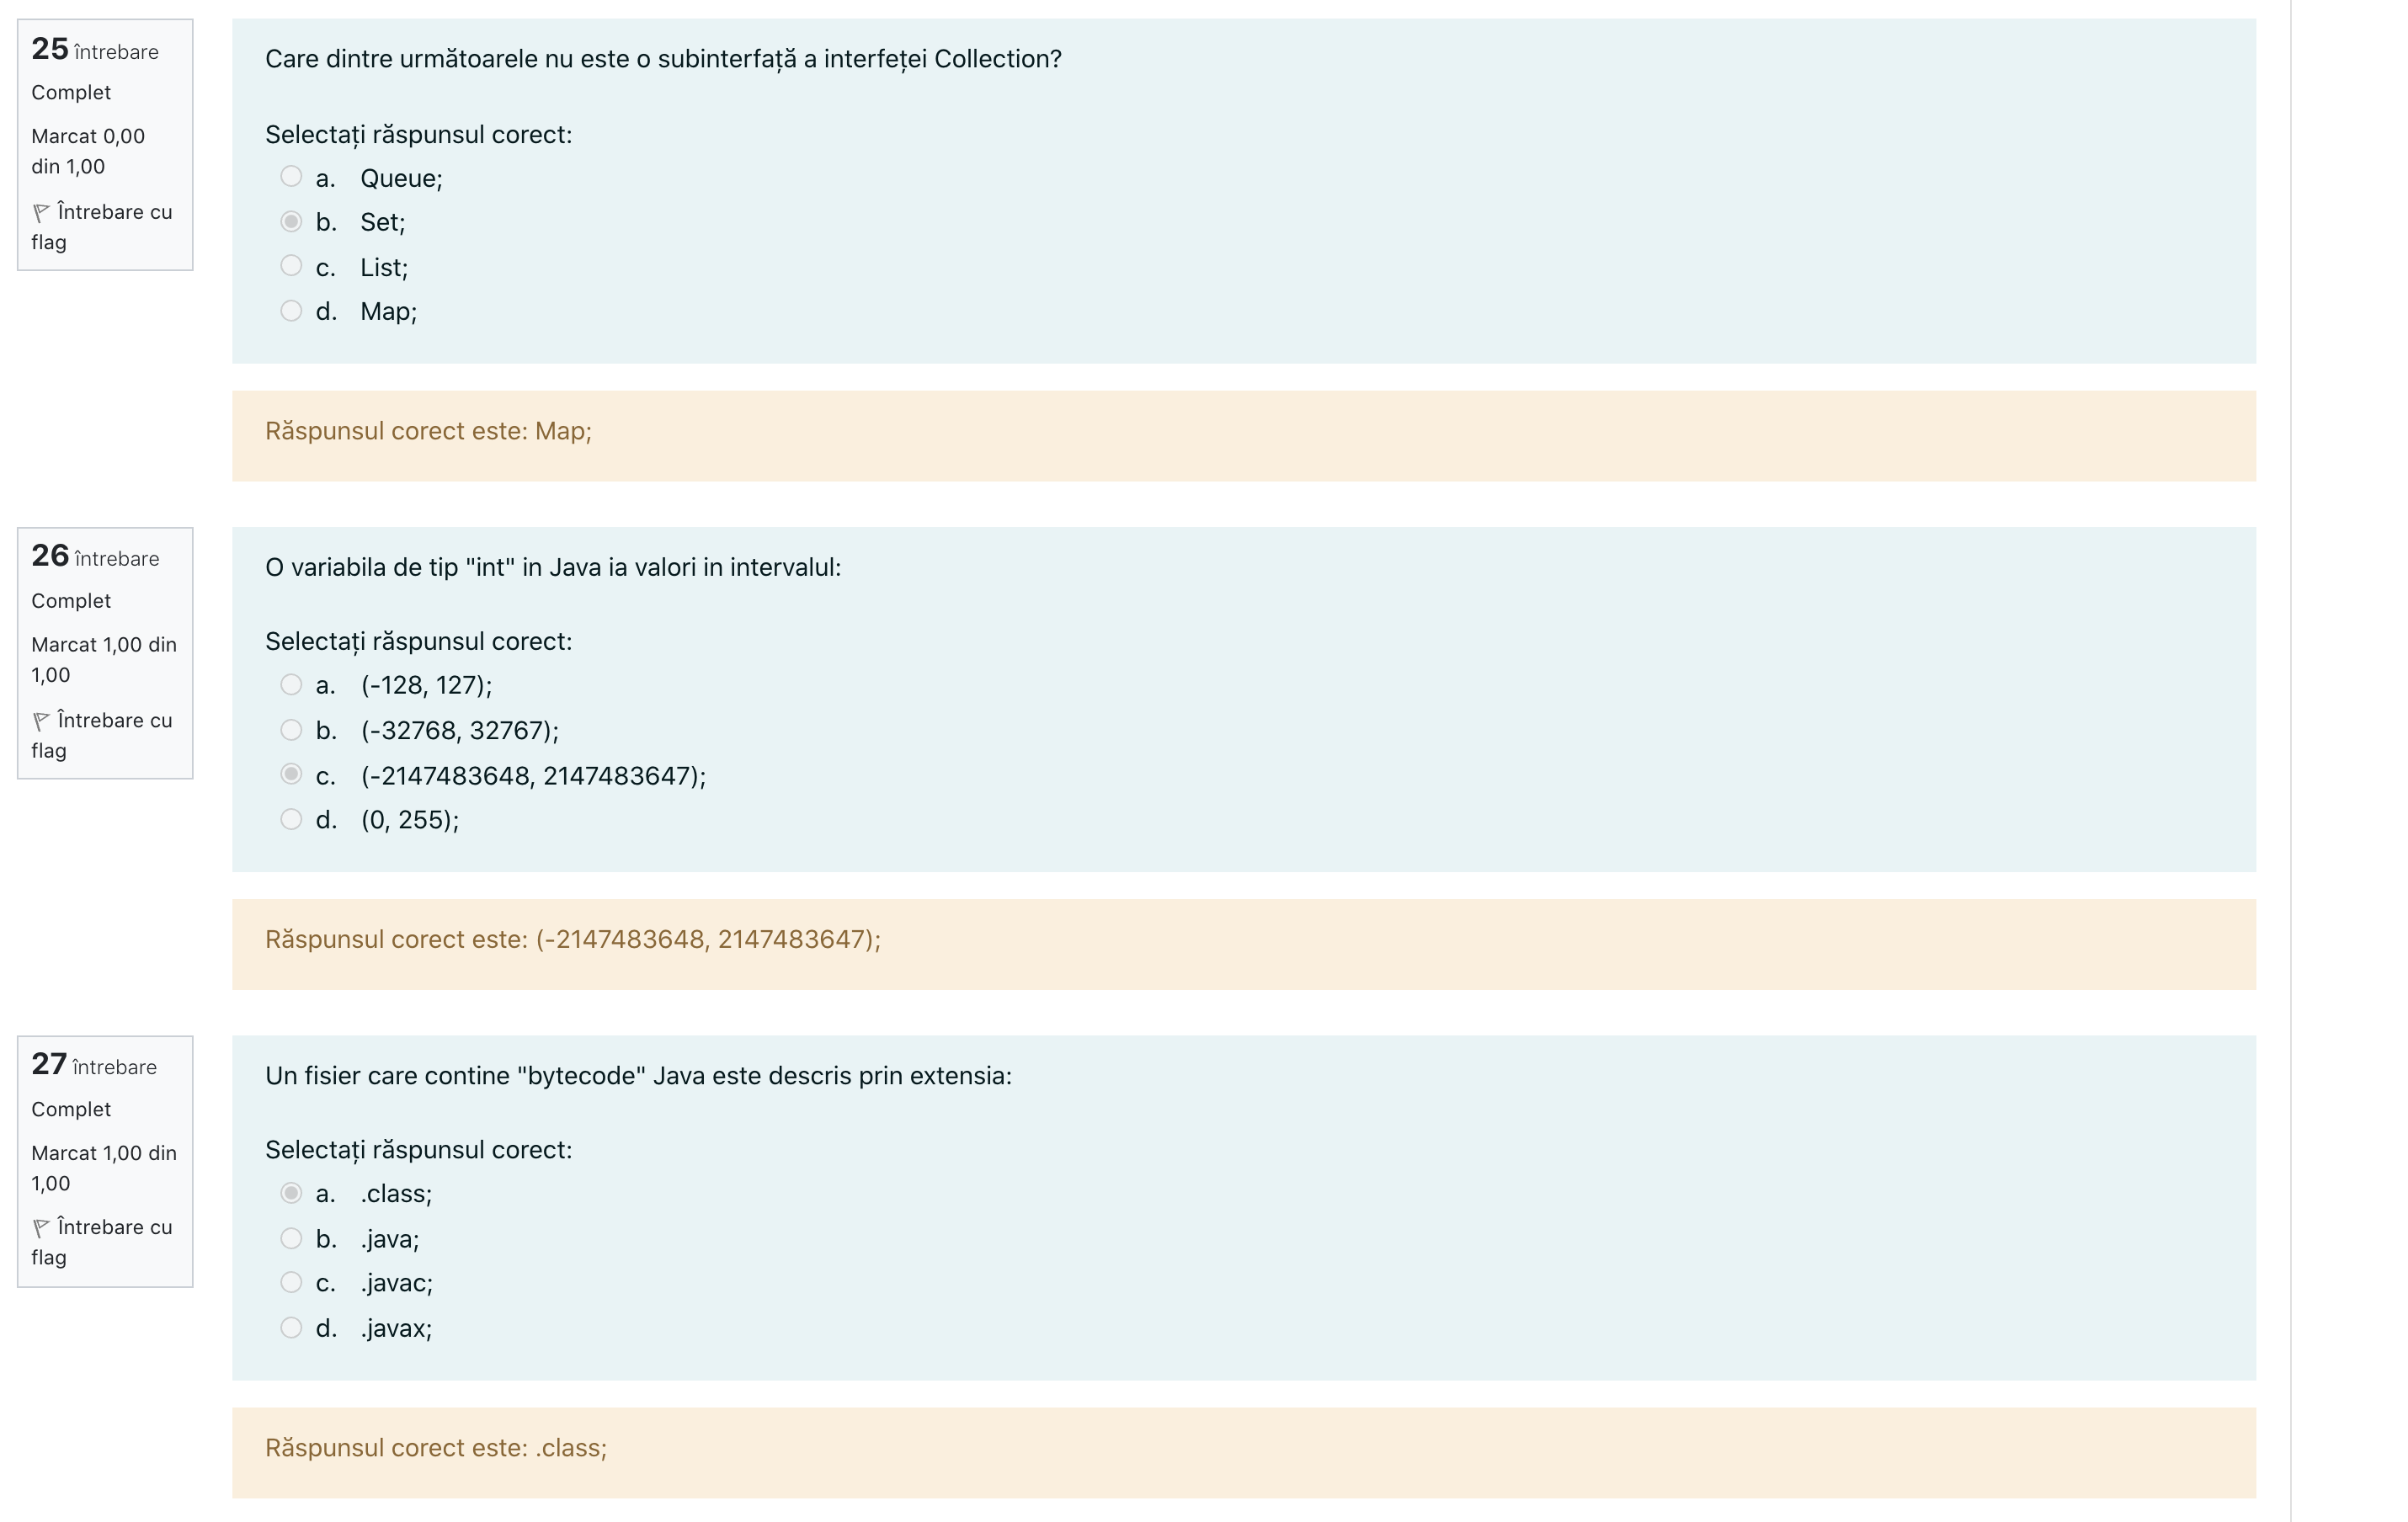 25 întrebare
Complet
Marcat 0,00
din 1,00
Întrebare cu
flag
Care dintre următoarele nu este o subinterfață a interfeței Collection?
Selectați răspunsul corect:
a. Queue;
b. Set;
c. List;
d. Map;
Răspunsul corect este: Map;
26 întrebare
Complet
Marcat 1,00 din
1,00
Întrebare cu
flag
O variabila de tip "int" in Java ia valori in intervalul:
Selectați răspunsul corect:
a. (-128, 127);
b. (-32768, 32767);
c. (-2147483648, 2147483647);
d. (0, 255);
Răspunsul corect este: (-2147483648, 2147483647);
27 întrebare
Complet
Marcat 1,00 din
1,00
Întrebare cu
flag
Un fisier care contine "bytecode" Java este descris prin extensia:
Selectați răspunsul corect:
a. .class;
b. .java;
c. .javac;
d. .javax;
Răspunsul corect este: .class;